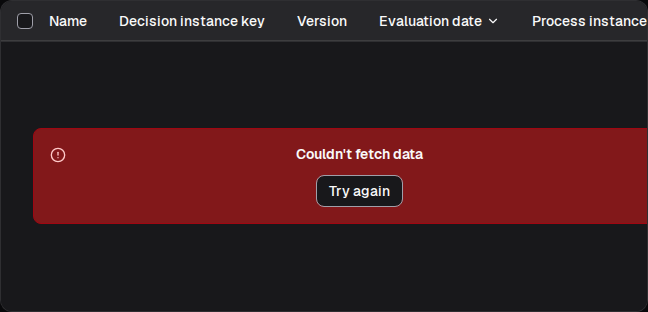 Name Decision instance key Version Evaluation date Process instance
Couldn't fetch data
Try again